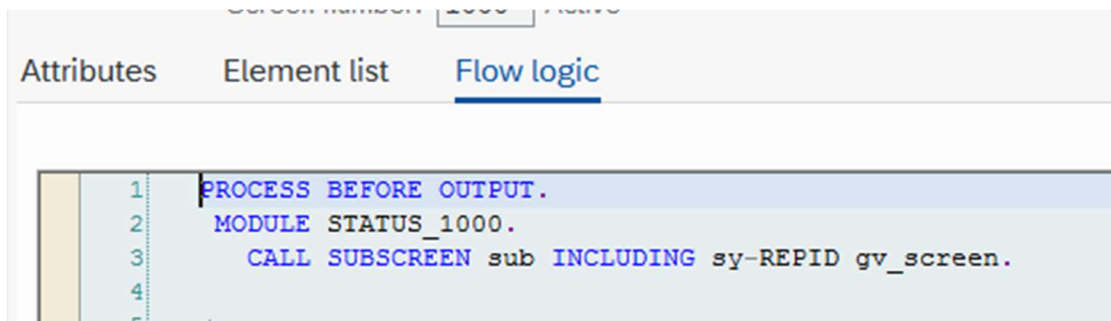 Attributes Element list Flow logic
1 PROCESS BEFORE OUTPUT.
2 MODULE STATUS_1000.
3 CALL SUBSCREEN sub INCLUDING sy-REPID gv_screen.
4